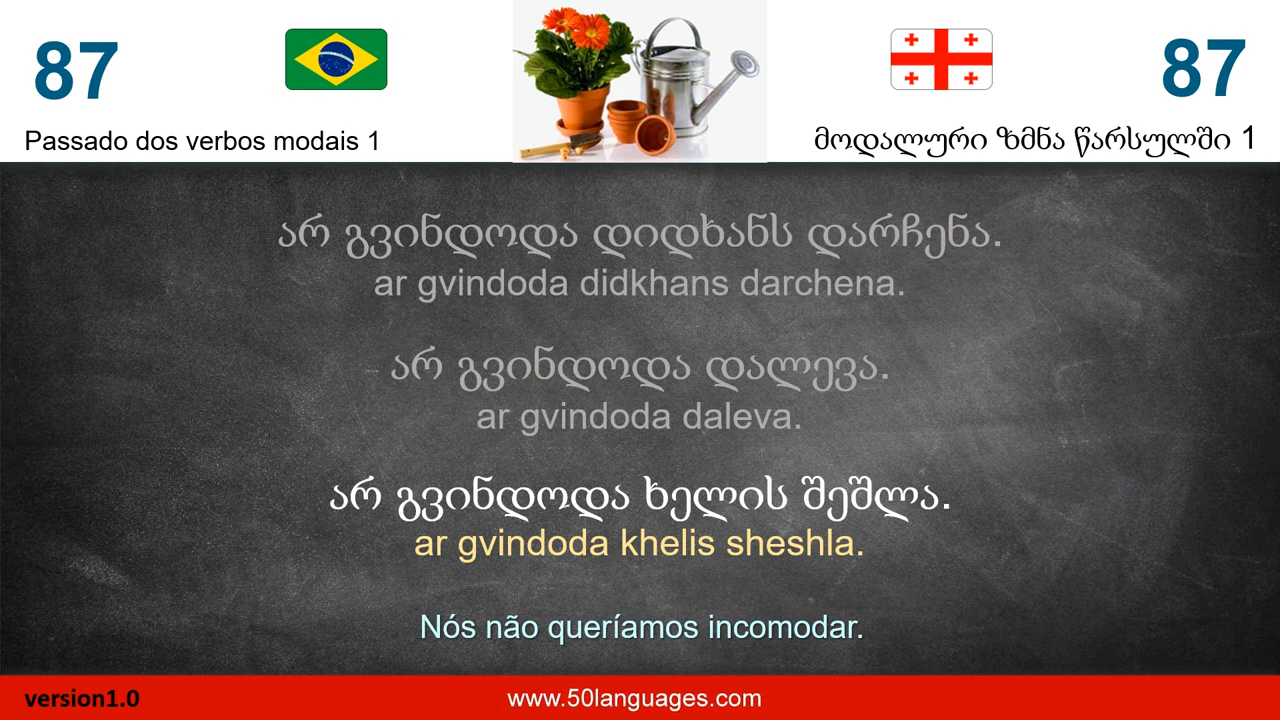 87
87
Passado dos verbos modais 1
მოდალური ზმნა წარსულში 1
არ გვინდოდა დიდხანს დარჩენა.
ar gvindoda didkhans darchena.
არ გვინდოდა დალევა.
ar gvindoda daleva.
არ გვინდოდა ხელის შეშლა.
ar gvindoda khelis sheshla.
Nós não queríamos incomodar.
version1.0
www.50languages.com